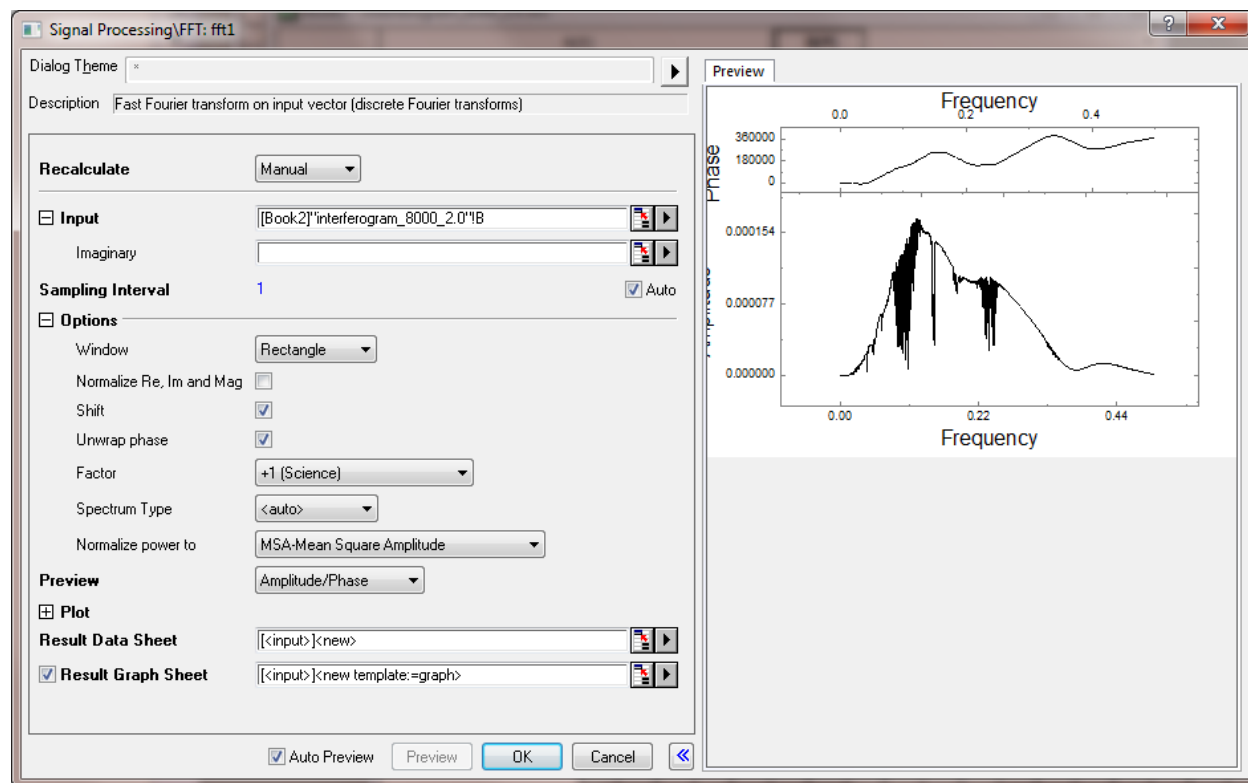 Signal Processing\FFT: fft1
Dialog Theme *
Description Fast Fourier transform on input vector (discrete Fourier transforms)
Recalculate Manual
Input [Book2]"interferogram_8000_2.0"!B
Imaginary
Sampling Interval 1 Auto
Options
Window Rectangle
Normalize Re, Im and Mag
Shift
Unwrap phase
Factor +1 (Science)
Spectrum Type <auto>
Normalize power to MSA-Mean Square Amplitude
Preview Amplitude/Phase
Plot
Result Data Sheet [<input>]<new>
Result Graph Sheet [<input>]<new template:=graph>
Auto Preview Preview OK Cancel
Preview
Frequency
0.0 0.2 0.4
360000
180000
0
Phase
0.000154
0.000077
0.000000
Amplitude
0.00 0.22 0.44
Frequency